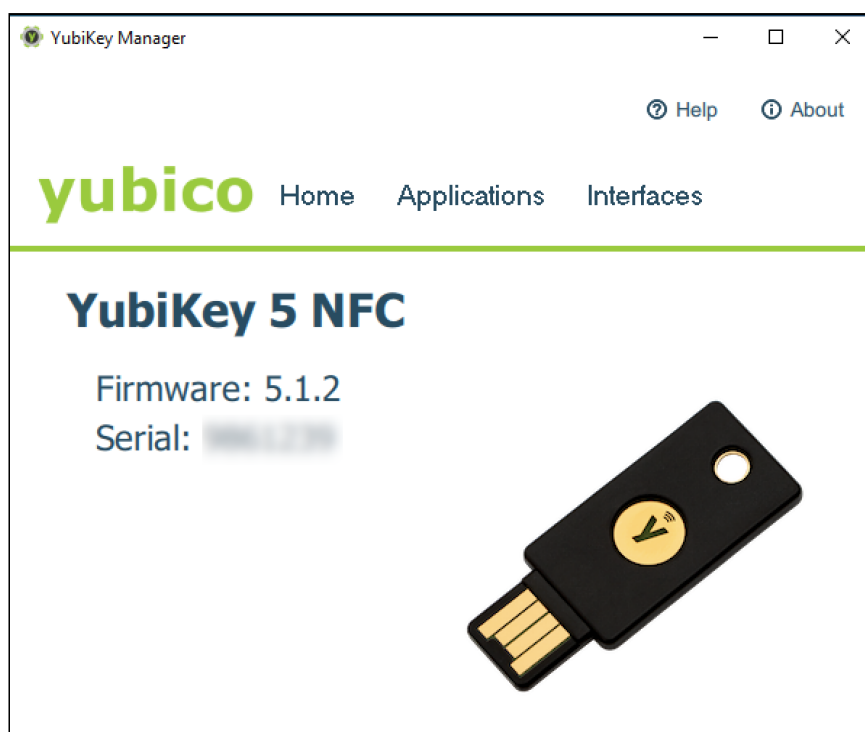 YubiKey Manager
Help About
yubico Home Applications Interfaces
YubiKey 5 NFC
Firmware: 5.1.2
Serial: